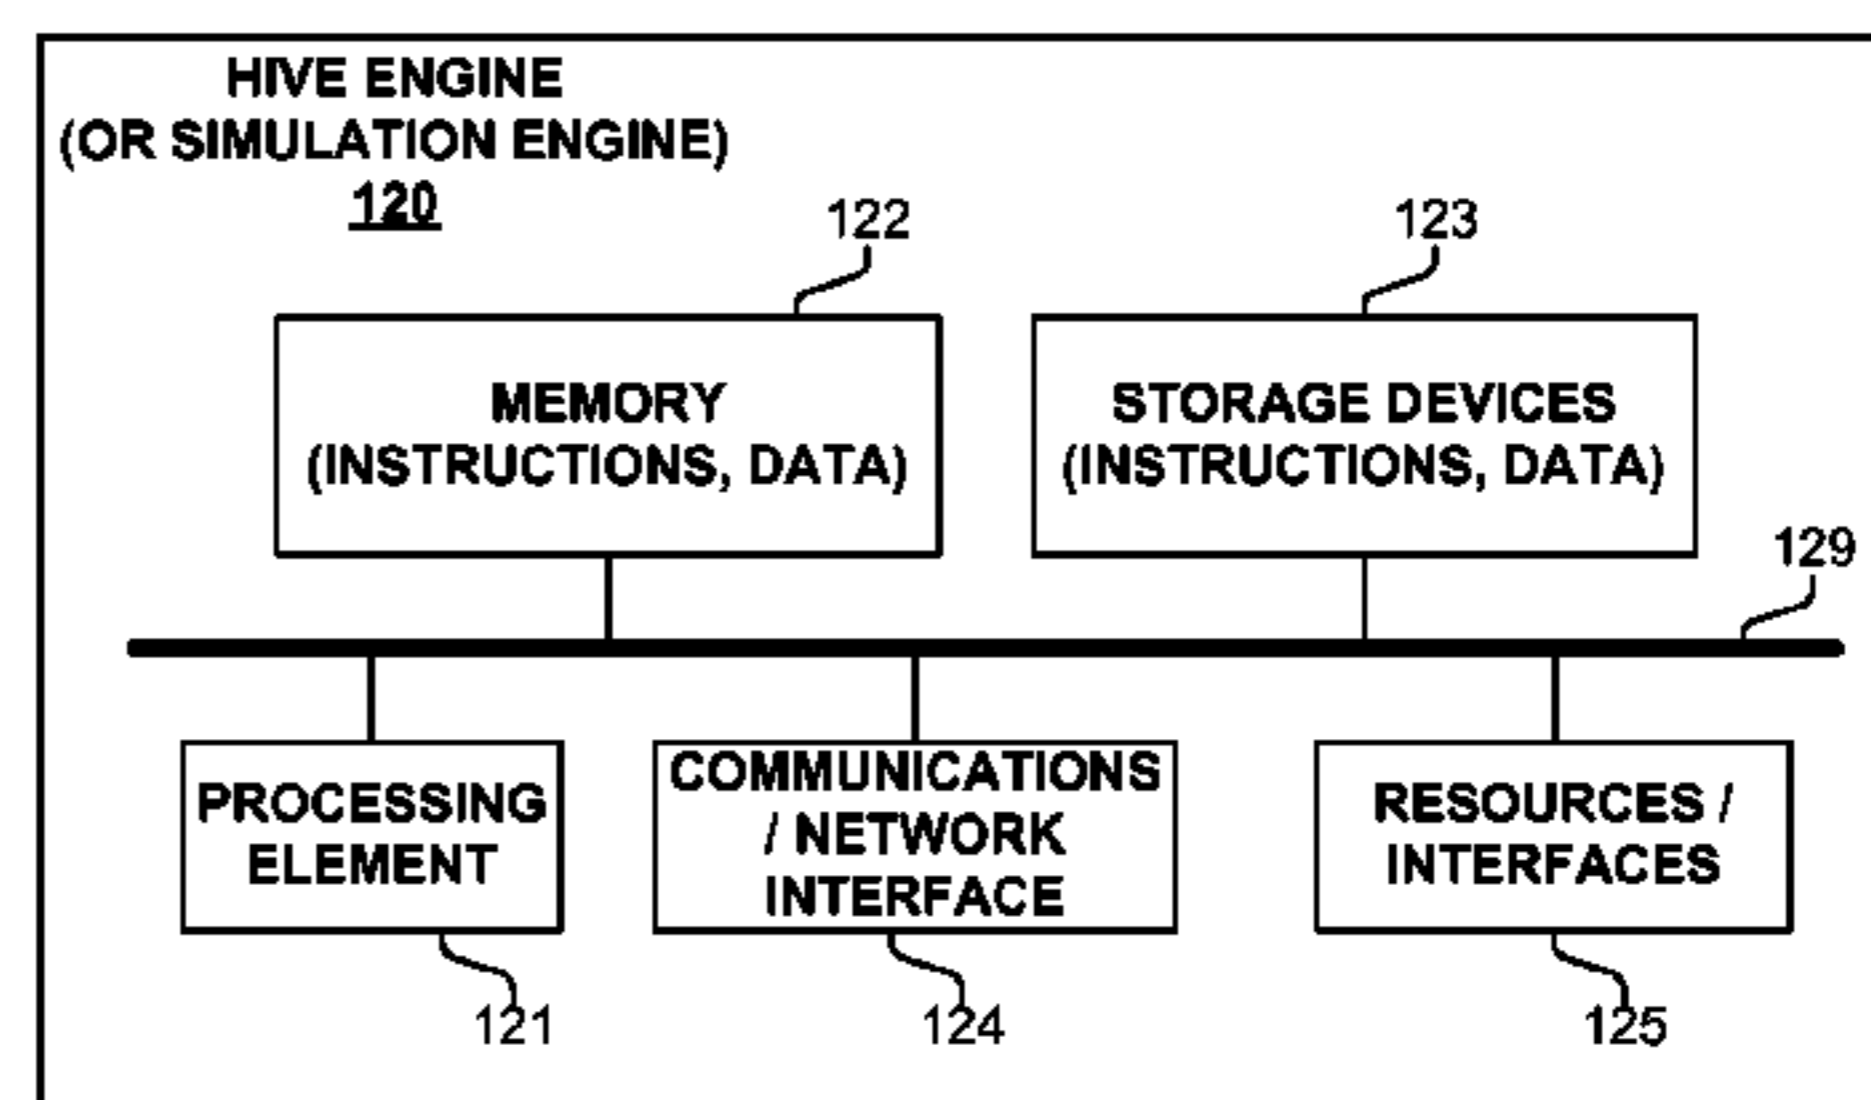 HIVE ENGINE
(OR SIMULATION ENGINE)
120
122
123
MEMORY
(INSTRUCTIONS, DATA)
STORAGE DEVICES
(INSTRUCTIONS, DATA)
129
PROCESSING
ELEMENT
COMMUNICATIONS
/ NETWORK
INTERFACE
RESOURCES /
INTERFACES
121
124
125